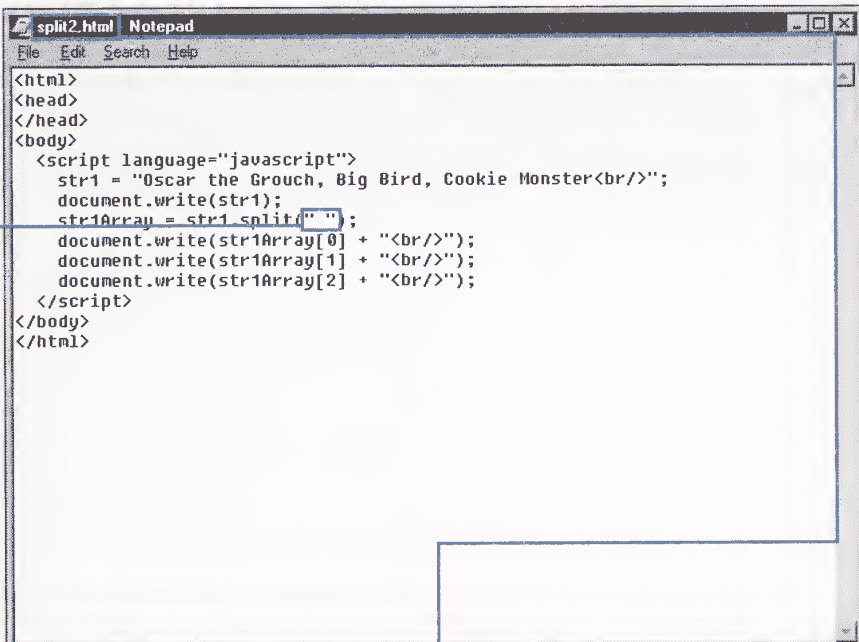 split2.html Notepad
File Edit Search Help
<html>
<head>
</head>
<body>
<script language="javascript">
str1 = "Oscar the Grouch, Big Bird, Cookie Monster<br/>";
document.write(str1);
str1Array = str1.split(" ");
document.write(str1Array[0] + "<br/>");
document.write(str1Array[1] + "<br/>");
document.write(str1Array[2] + "<br/>");
</script>
</body>
</html>